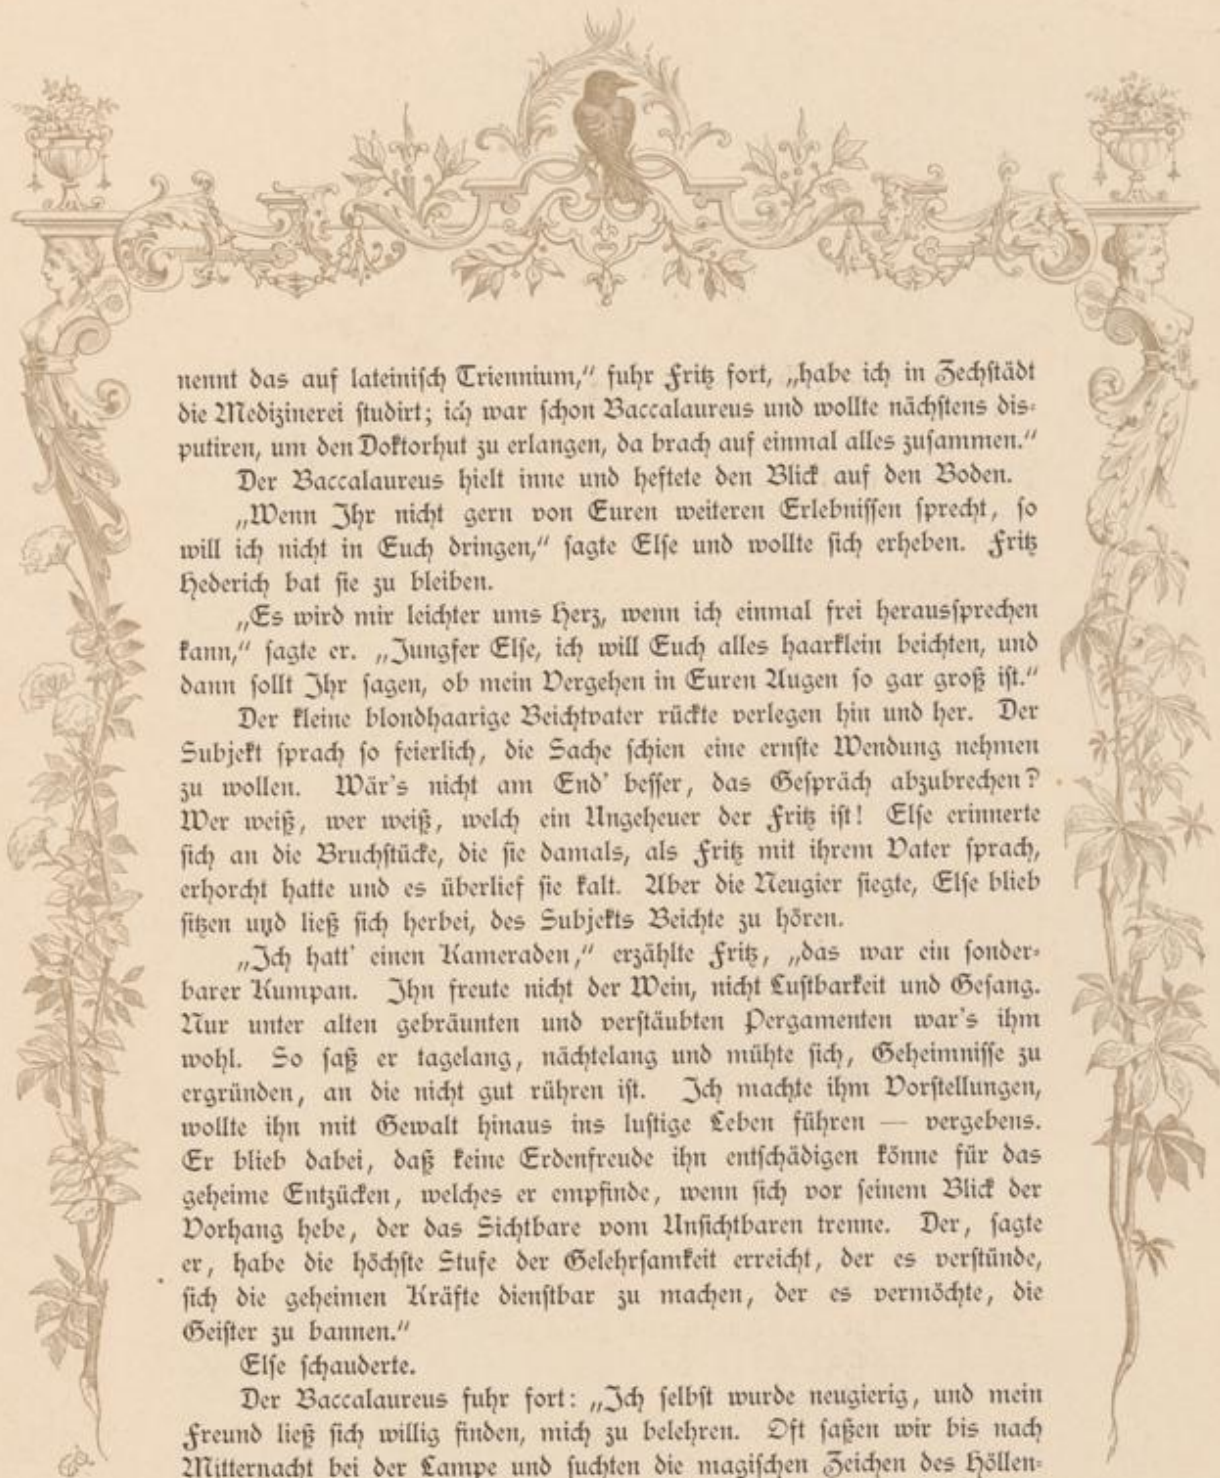 nennt das auf lateinisch Triennium,“ fuhr Fritz fort, „habe ich in Zechstädt
die Medizinerei studirt; ich war schon Baccalaureus und wollte nächstens dis-
putiren, um den Doktorhut zu erlangen, da brach auf einmal alles zusammen.“
Der Baccalaureus hielt inne und heftete den Blick auf den Boden.
„Wenn Ihr nicht gern von Euren weiteren Erlebnissen sprecht, so
will ich nicht in Euch dringen,“ sagte Else und wollte sich erheben. Fritz
Hederich bat sie zu bleiben.
„Es wird mir leichter ums Herz, wenn ich einmal frei heraussprechen
kann,“ sagte er. „Jungfer Else, ich will Euch alles haarklein beichten, und
dann sollt Ihr sagen, ob mein Vergehen in Euren Augen so gar groß ist.“
Der kleine blondhaarige Beichtvater rückte verlegen hin und her. Der
Subjekt sprach so feierlich, die Sache schien eine ernste Wendung nehmen
zu wollen. Wär's nicht am End' besser, das Gespräch abzubrechen?
Wer weiß, wer weiß, welch ein Ungeheuer der Fritz ist! Else erinnerte
sich an die Bruchstücke, die sie damals, als Fritz mit ihrem Vater sprach,
erhorcht hatte und es überlief sie kalt. Aber die Neugier siegte, Else blieb
sitzen und ließ sich herbei, des Subjekts Beichte zu hören.
„Ich hatt' einen Kameraden,“ erzählte Fritz, „das war ein sonder-
barer Kumpan. Ihn freute nicht der Wein, nicht Lustbarkeit und Gesang.
Nur unter alten gebräunten und verstäubten Pergamenten war's ihm
wohl. So saß er tagelang, nächtelang und mühte sich, Geheimnisse zu
ergründen, an die nicht gut rühren ist. Ich machte ihm Vorstellungen,
wollte ihn mit Gewalt hinaus ins lustige Leben führen — vergebens.
Er blieb dabei, daß keine Erdenfreude ihn entschädigen könne für das
geheime Entzücken, welches er empfinde, wenn sich vor seinem Blick der
Vorhang hebe, der das Sichtbare vom Unsichtbaren trenne. Der, sagte
er, habe die höchste Stufe der Gelehrsamkeit erreicht, der es verstünde,
sich die geheimen Kräfte dienstbar zu machen, der es vermöchte, die
Geister zu bannen.“
Else schauderte.
Der Baccalaureus fuhr fort: „Ich selbst wurde neugierig, und mein
Freund ließ sich willig finden, mich zu belehren. Oft saßen wir bis nach
Mitternacht bei der Lampe und suchten die magischen Zeichen des Höllen-